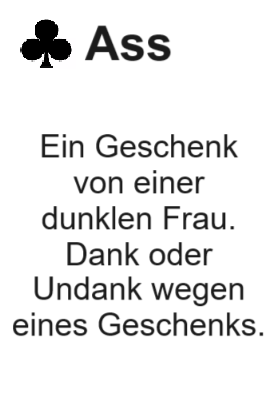 ♣ Ass
Ein Geschenk
von einer
dunklen Frau.
Dank oder
Undank wegen
eines Geschenks.